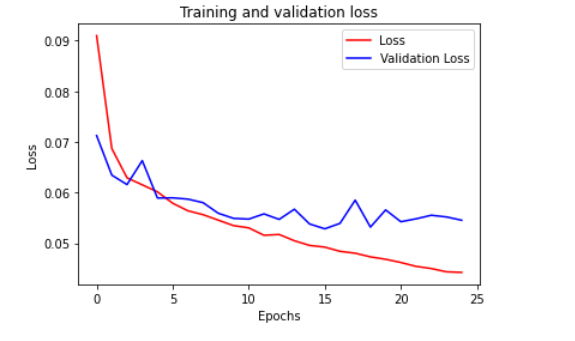 Training and validation loss
Loss
Validation Loss
0.09
0.08
0.07
0.06
0.05
Loss
0 5 10 15 20 25
Epochs